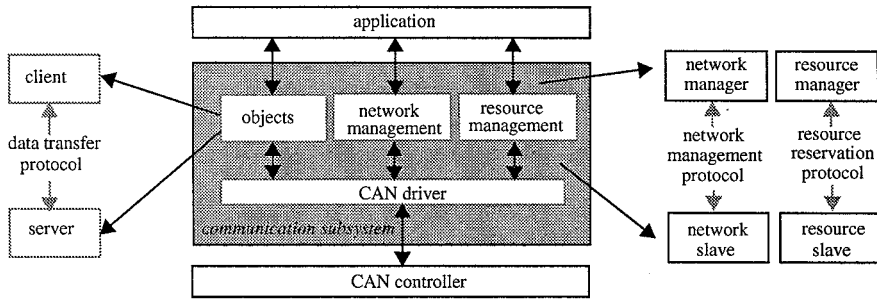 application
client
data transfer
protocol
server
objects
network
management
resource
management
CAN driver
communication subsystem
CAN controller
network
manager
resource
manager
network
management
protocol
resource
reservation
protocol
network
slave
resource
slave